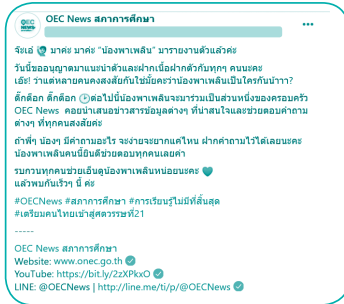 OEC News สภาการศึกษา
จ๊ะเอ๋ มาค่ะ มาค่ะ "น้องพาเพลิน" มารายงานตัวแล้วค่ะ
วันนี้ขออนุญาตมาแนะนำตัวและฝากเนื้อฝากตัวกับทุกๆ คนนะคะ
เอ๊ะ! ว่าแต่หลายคนคงสงสัยกันใช่มั้ยคะว่าน้องพาเพลินเป็นใครกันน้าาา?
ติ๊กต็อก ติ๊กต็อก ต่อไปนี้น้องพาเพลินจะมาร่วมเป็นส่วนหนึ่งของครอบครัว
OEC News คอยนำเสนอข่าวสารข้อมูลต่างๆ ที่น่าสนใจและช่วยตอบคำถาม
ต่างๆ ที่ทุกคนสงสัยค่ะ
ถ้าพี่ๆ น้องๆ มีคำถามอะไร จะง่ายจะยากแค่ไหน ฝากคำถามไว้ได้เลยนะคะ
น้องพาเพลินคนนี้ยินดีช่วยตอบทุกคนเลยค่า
รบกวนทุกคนช่วยเอ็นดูน้องพาเพลินหน่อยนะคะ
แล้วพบกันเร็วๆ นี้ ค่ะ
#OECNews #สภาการศึกษา #การเรียนรู้ไม่มีที่สิ้นสุด
#เตรียมคนไทยเข้าสู่ศตวรรษที่21
-----
OEC News สภาการศึกษา
Website: www.onec.go.th
YouTube: https://bit.ly/2zXPkxO
LINE: @OECNews | http://line.me/ti/p/@OECNews